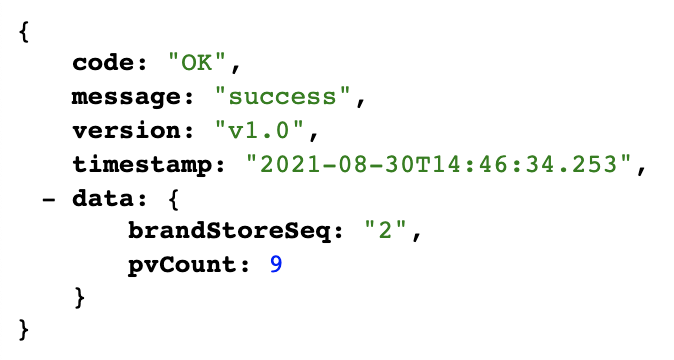 {
code: "OK",
message: "success",
version: "v1.0",
timestamp: "2021-08-30T14:46:34.253",
- data: {
brandStoreSeq: "2",
pvCount: 9
}
}